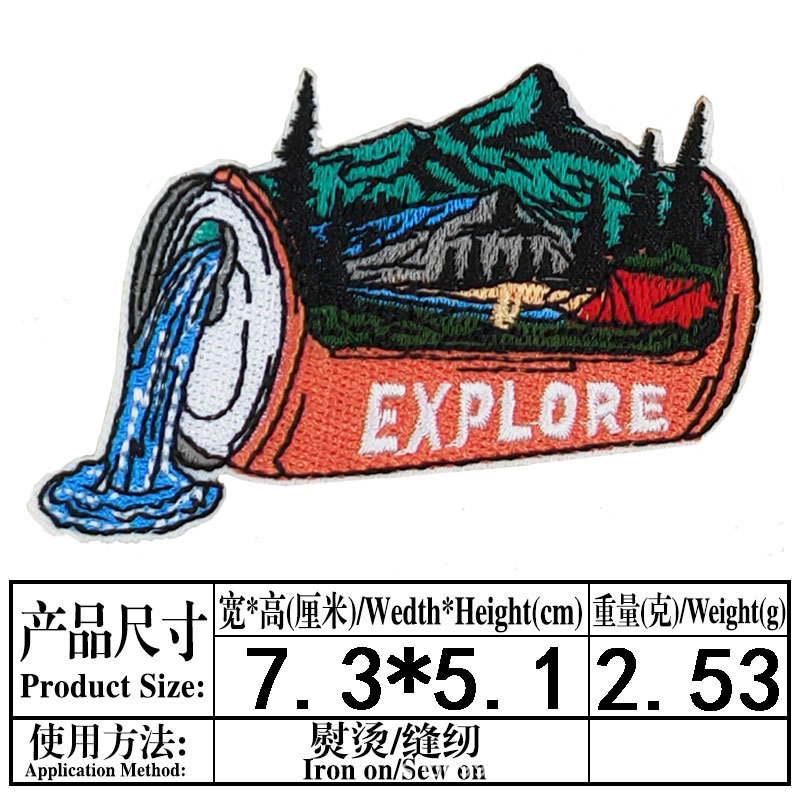 EXPLORE
产品尺寸
Product Size:
宽*高(厘米)/Wedth*Height(cm)
重量(克)/Weight(g)
7.3*5.1
2.53
使用方法:
Application Method:
熨烫/缝纫
Iron on/Sew on